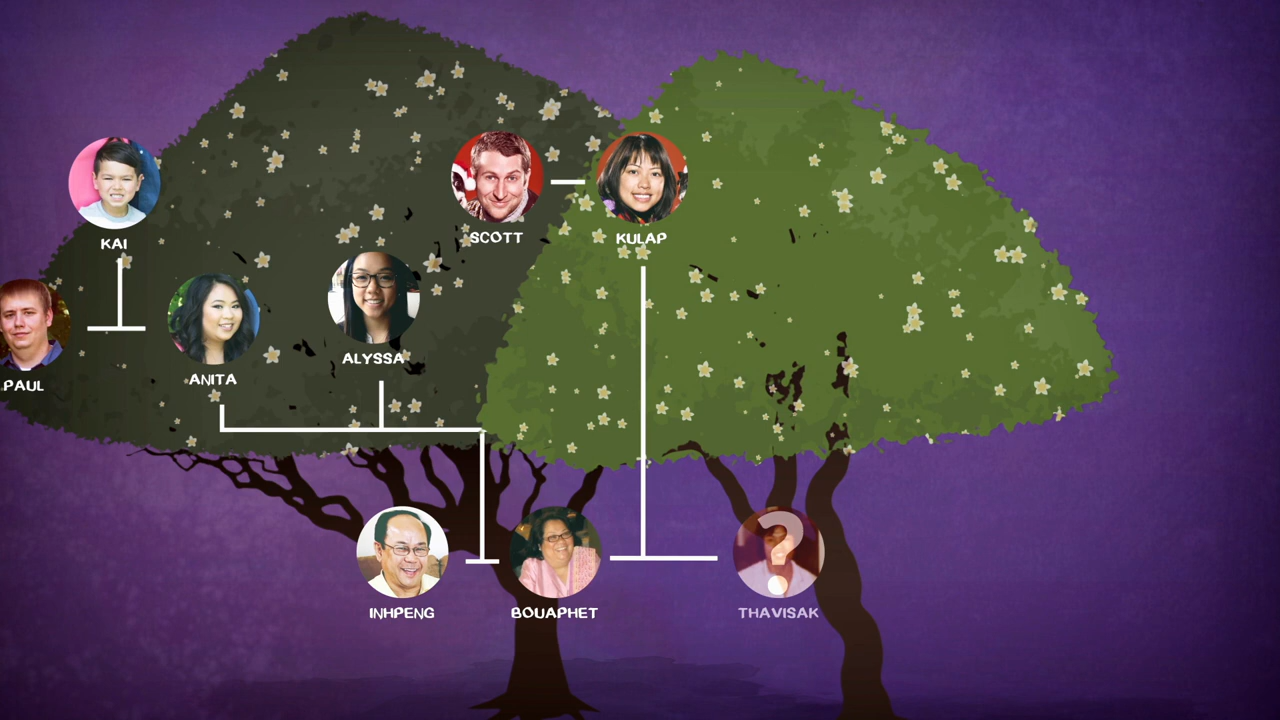 KAI
SCOTT
KULAP
PAUL
ANITA
ALYSSA
INHPENG
BOUAPHET
?
THAVISAK